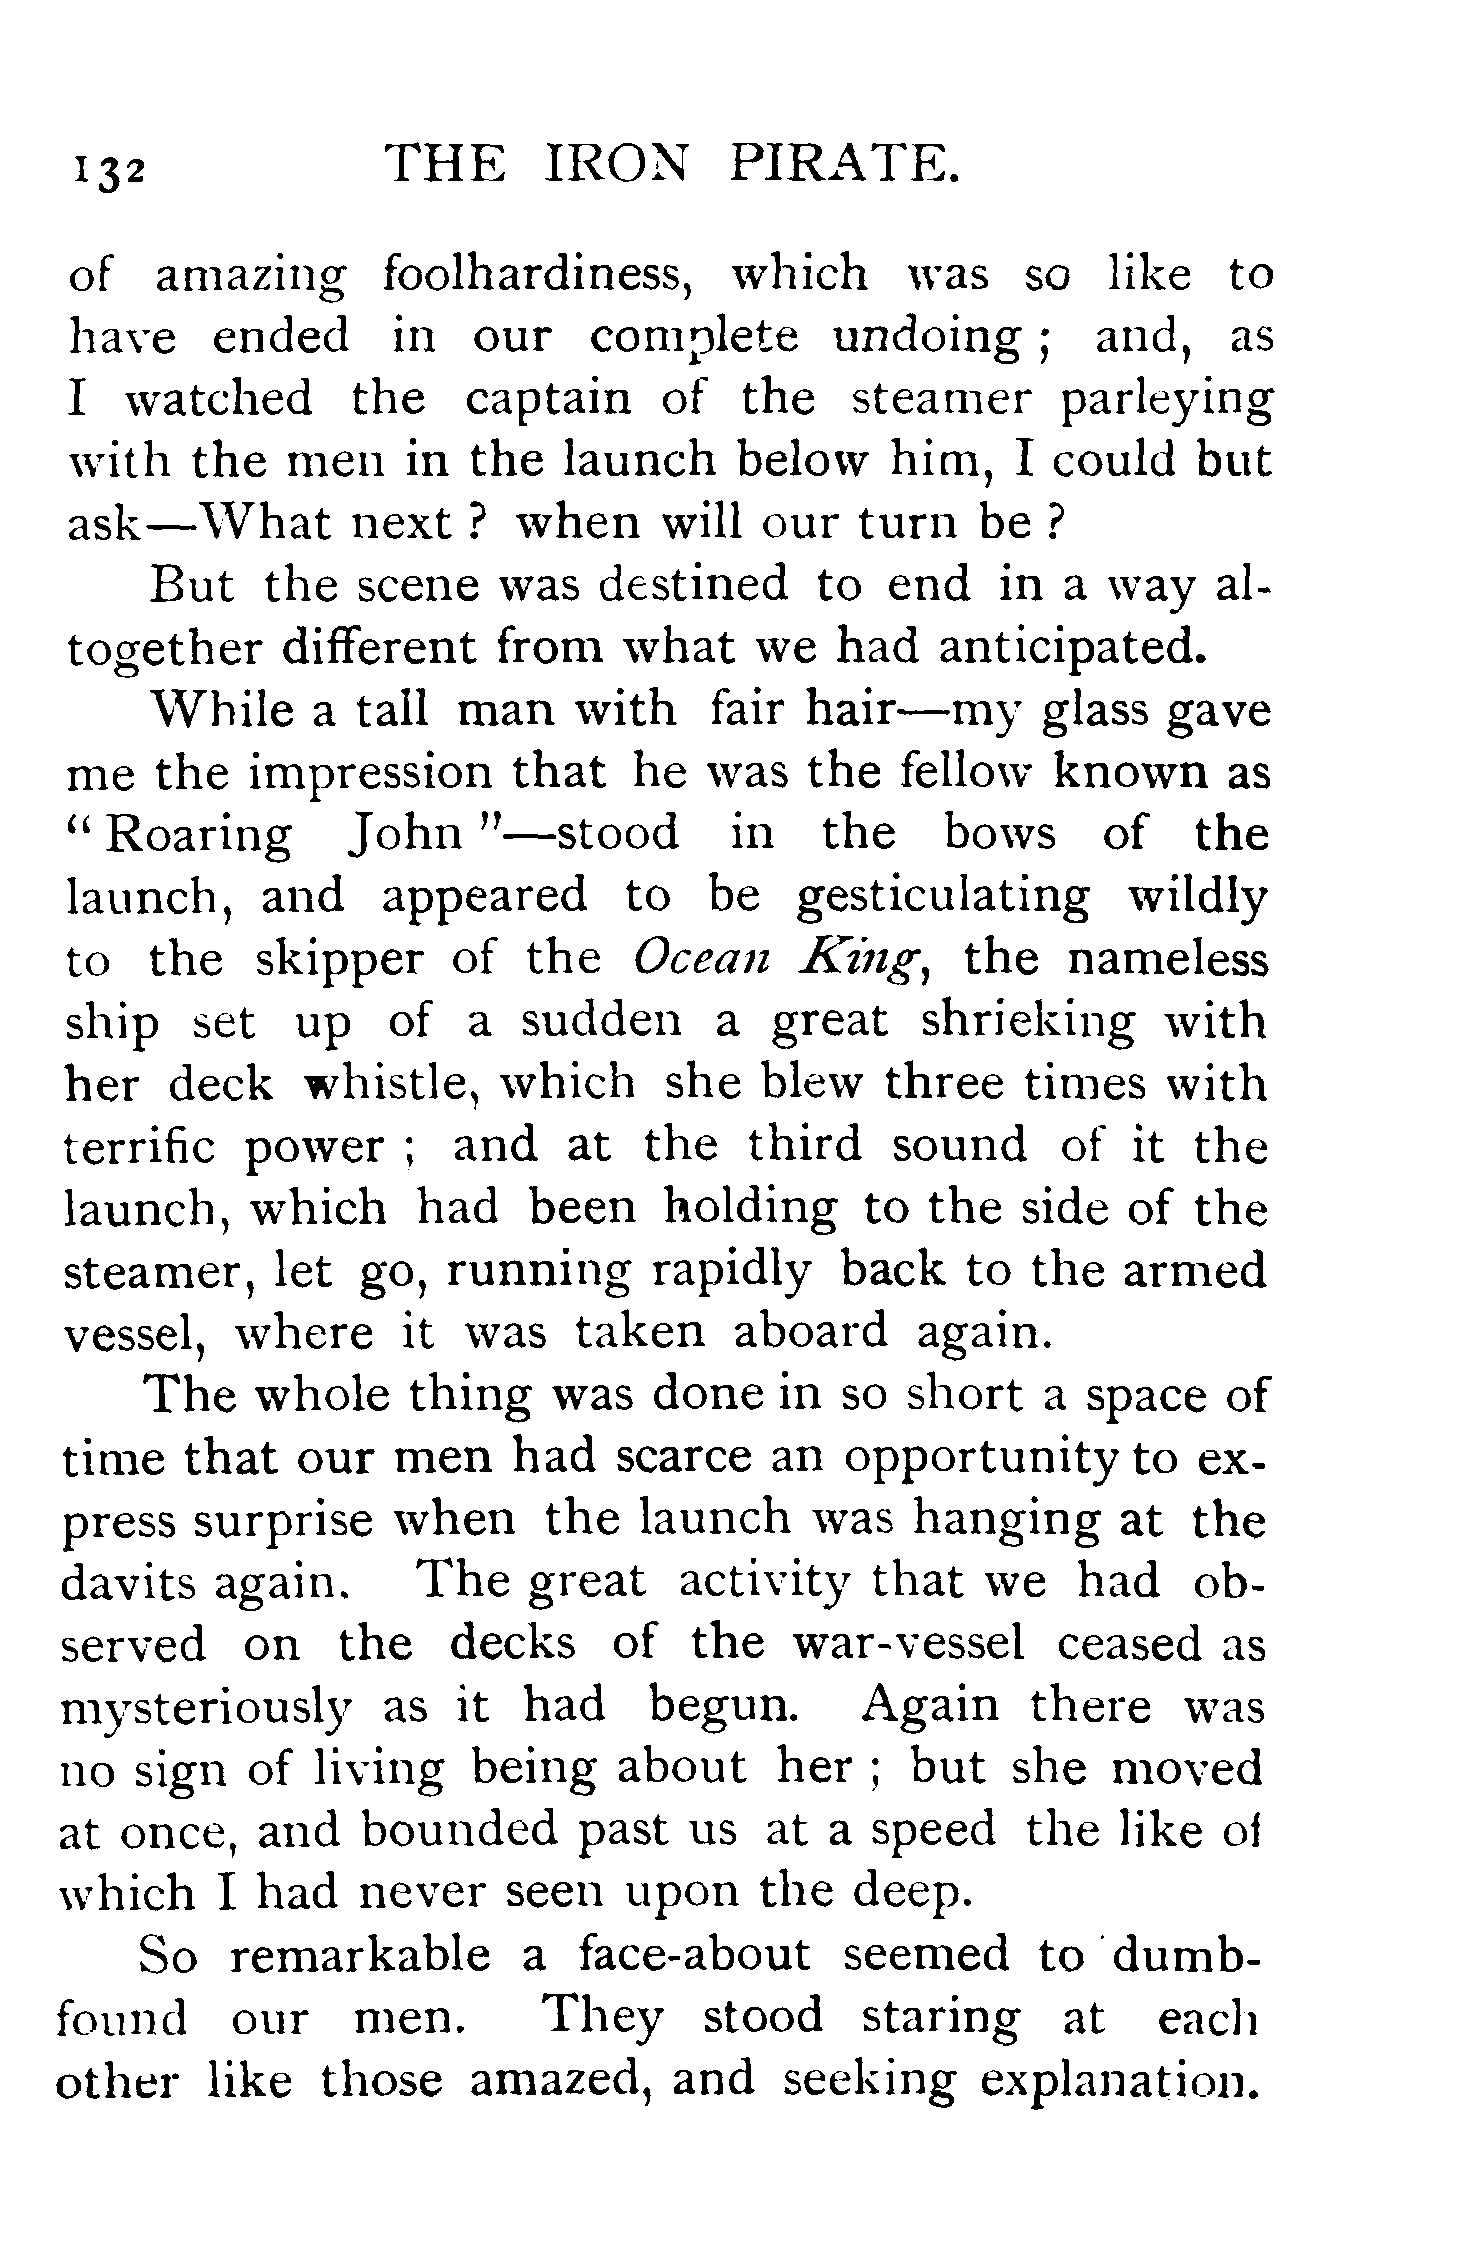 132 THE IRON PIRATE.
of amazing foolhardiness, which was so like to
have ended in our complete undoing ; and, as
I watched the captain of the steamer parleying
with the men in the launch below him, I could but
ask—What next ? when will our turn be ?
But the scene was destined to end in a way al-
together different from what we had anticipated.
While a tall man with fair hair—my glass gave
me the impression that he was the fellow known as
“ Roaring John ”—stood in the bows of the
launch, and appeared to be gesticulating wildly
to the skipper of the Ocean King, the nameless
ship set up of a sudden a great shrieking with
her deck whistle, which she blew three times with
terrific power ; and at the third sound of it the
launch, which had been holding to the side of the
steamer, let go, running rapidly back to the armed
vessel, where it was taken aboard again.
The whole thing was done in so short a space of
time that our men had scarce an opportunity to ex-
press surprise when the launch was hanging at the
davits again. The great activity that we had ob-
served on the decks of the war-vessel ceased as
mysteriously as it had begun. Again there was
no sign of living being about her ; but she moved
at once, and bounded past us at a speed the like of
which I had never seen upon the deep.
So remarkable a face-about seemed to dumb-
found our men. They stood staring at each
other like those amazed, and seeking explanation.